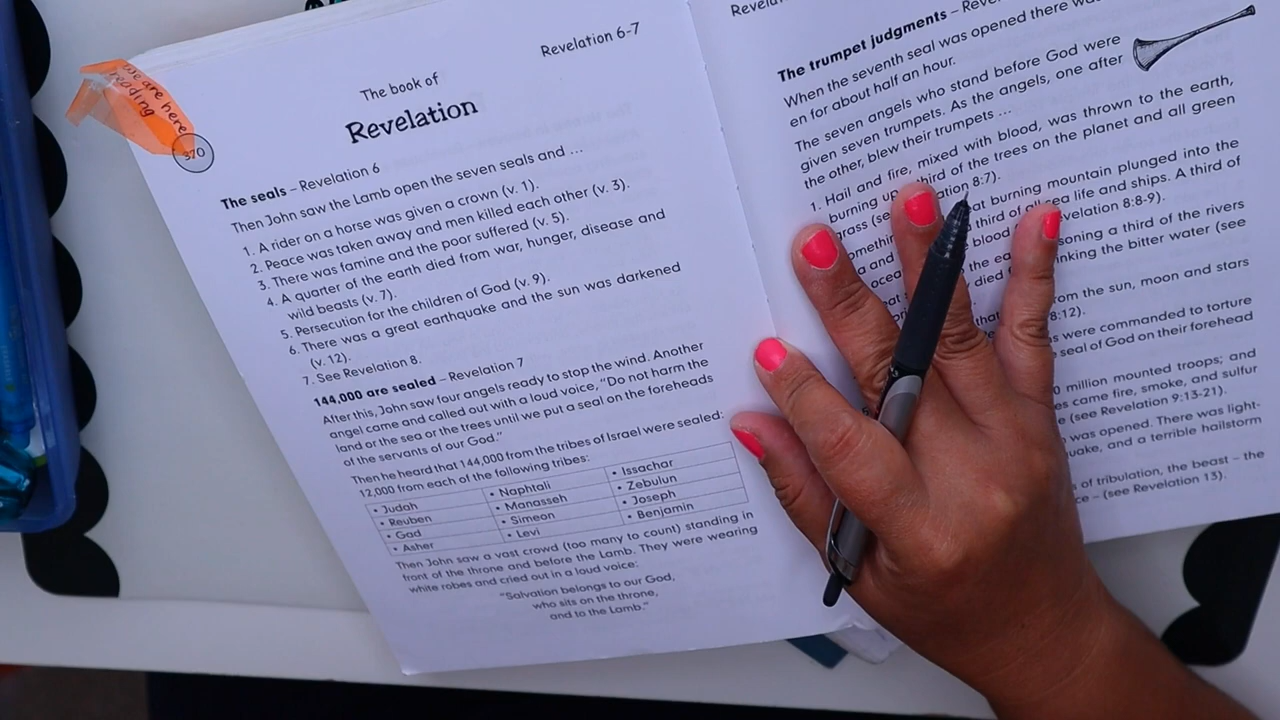 we are here
reading
370
Revelation 6-7
The book of
Revelation
The seals – Revelation 6
Then John saw the Lamb open the seven seals and ...
1. A rider on a horse was given a crown (v. 1).
2. Peace was taken away and men killed each other (v. 3).
3. There was famine and the poor suffered (v. 5).
4. A quarter of the earth died from war, hunger, disease and
wild beasts (v. 7).
5. Persecution for the children of God (v. 9).
6. There was a great earthquake and the sun was darkened
(v. 12).
7. See Revelation 8.
144,000 are sealed – Revelation 7
After this, John saw four angels ready to stop the wind. Another
angel came and called out with a loud voice, “Do not harm the
land or the sea or the trees until we put a seal on the foreheads
of the servants of our God.”
Then he heard that 144,000 from the tribes of Israel were sealed:
12,000 from each of the following tribes:
• Judah • Naphtali • Issachar
• Reuben • Manasseh • Zebulun
• Gad • Simeon • Joseph
• Asher • Levi • Benjamin
Then John saw a vast crowd (too many to count) standing in
front of the throne and before the Lamb. They were wearing
white robes and cried out in a loud voice:
“Salvation belongs to our God,
who sits on the throne,
and to the Lamb.”
The trumpet judgments –
When the seventh seal was opened there
en for about half an hour.
The seven angels who stand before God were
given seven trumpets. As the angels, one after
the other, blew their trumpets ...
1. Hail and fire, mixed with blood, was thrown to the earth,
burning up third of the trees on the planet and all green
grass 8:7).
burning mountain plunged into the
third of all sea life and ships. A third of
8:8-9).
a third of the rivers
drinking the bitter water (see
from the sun, moon and stars
8:12).
were commanded to torture
seal of God on their forehead
million mounted troops; and
came fire, smoke, and sulfur
(see Revelation 9:13-21).
was opened. There was light-
and a terrible hailstorm
of tribulation, the beast – the
(see Revelation 13).